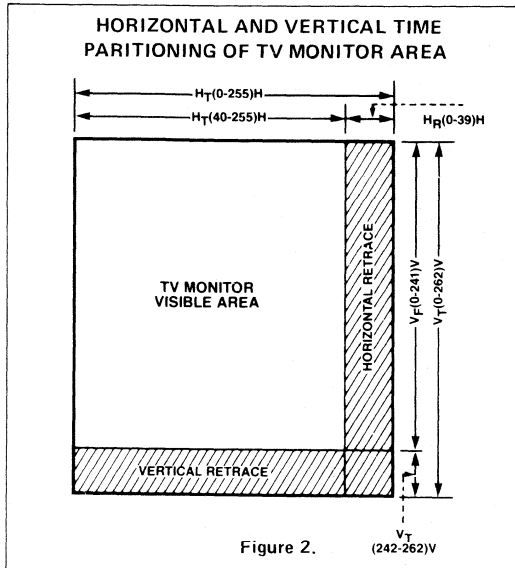 HORIZONTAL AND VERTICAL TIME
PARITIONING OF TV MONITOR AREA
HT(0-255)H
HT(40-255)H
HR(0-39)H
TV MONITOR
VISIBLE AREA
HORIZONTAL RETRACE
VF(0-241)V
VT(0-262)V
VERTICAL RETRACE
VT
(242-262)V
Figure 2.